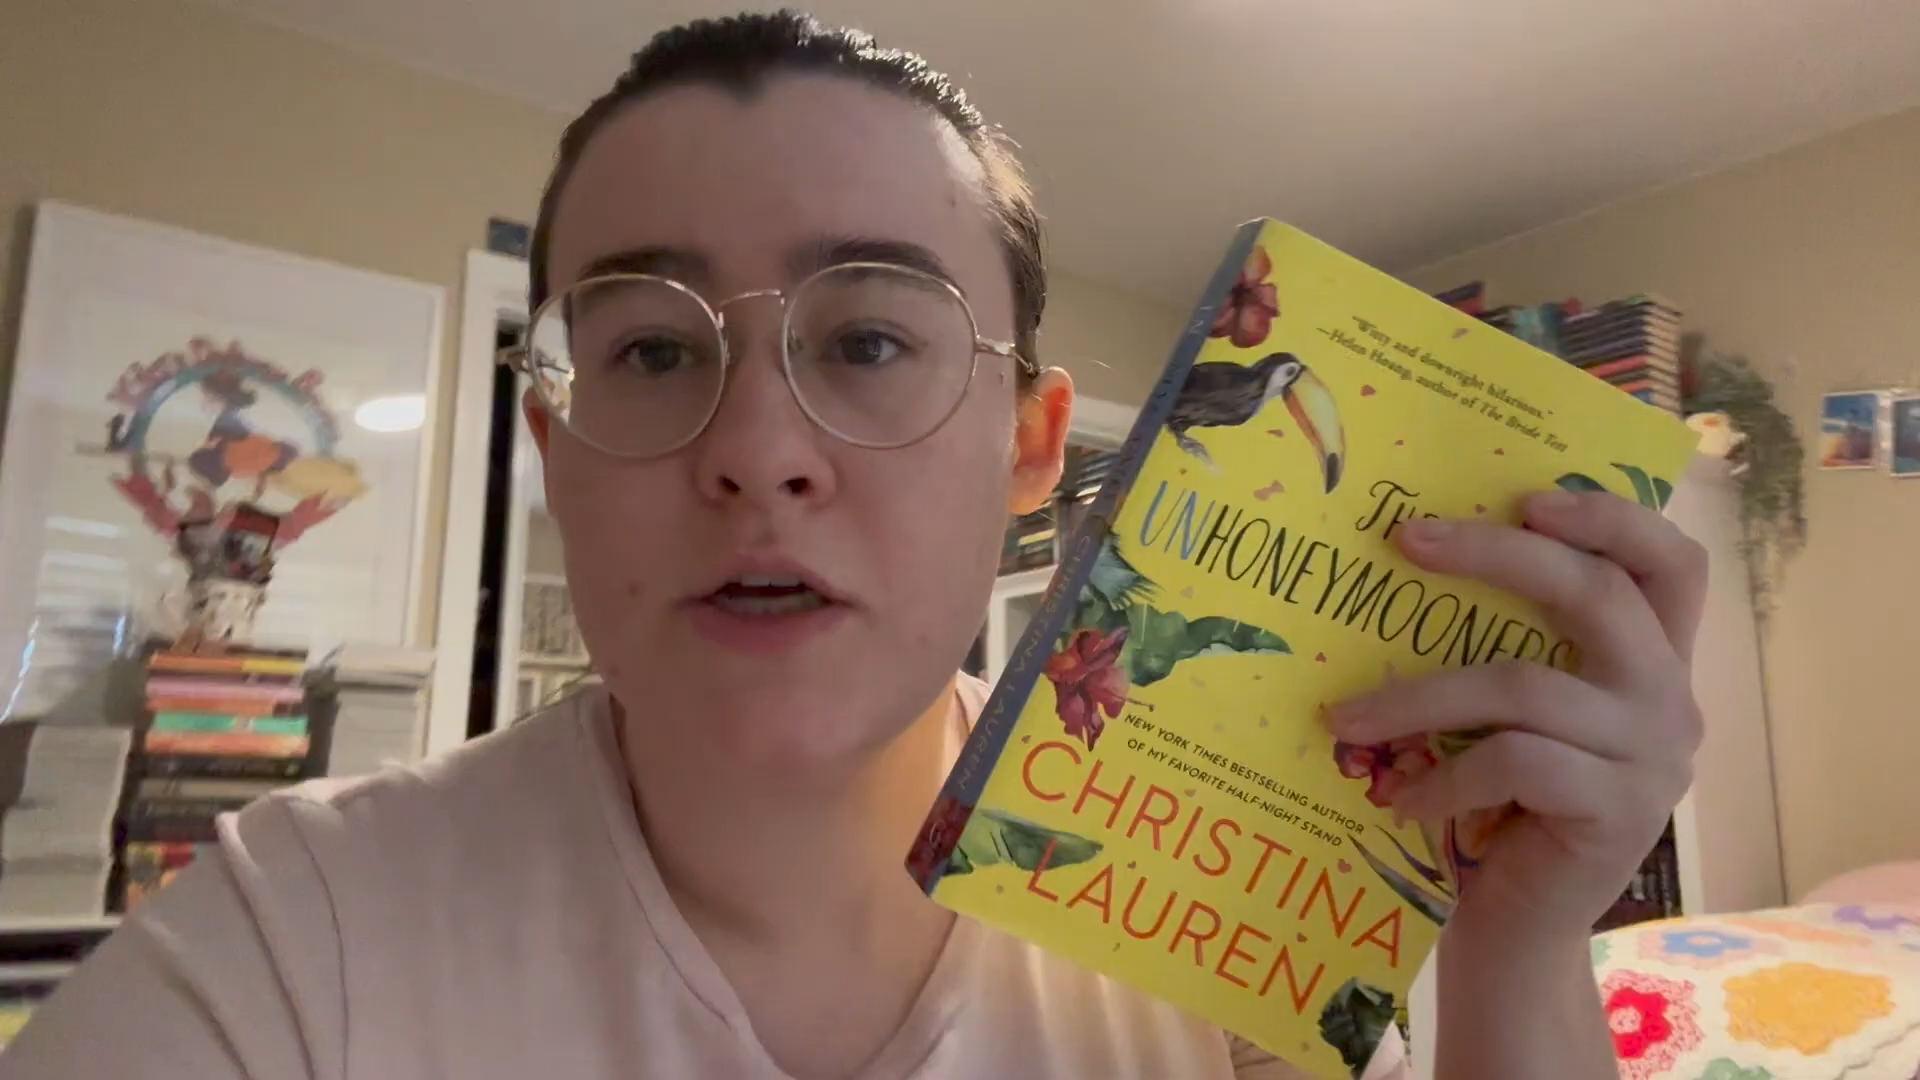 "Witty and downright hilarious."
—Helen Hoang, author of The Bride Test
THE
UNHONEYMOONERS
NEW YORK TIMES BESTSELLING AUTHOR
OF MY FAVORITE HALF-NIGHT STAND
CHRISTINA
LAUREN
CHRISTINA LAUREN